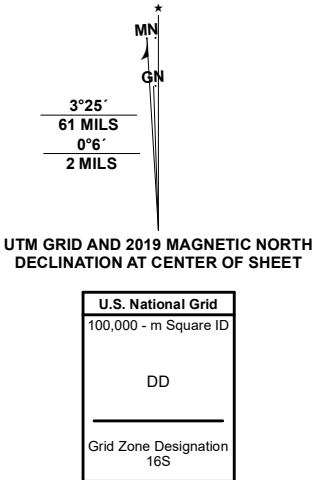 MN
GN
3°25´
61 MILS
0°6´
2 MILS
UTM GRID AND 2019 MAGNETIC NORTH
DECLINATION AT CENTER OF SHEET
U.S. National Grid
100,000 - m Square ID
DD
Grid Zone Designation
16S